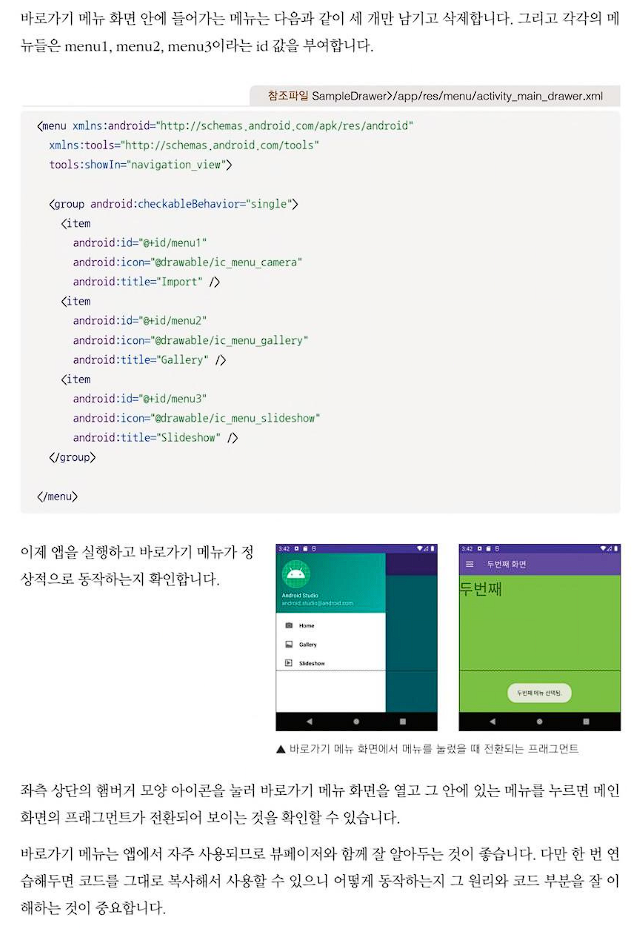 바로가기 메뉴 화면 안에 들어가는 메뉴는 다음과 같이 세 개만 남기고 삭제합니다. 그리고 각각의 메
뉴들은 menu1, menu2, menu3이라는 id 값을 부여합니다.
참조파일 SampleDrawer>/app/res/menu/activity_main_drawer.xml
<menu xmlns:android="http://schemas.android.com/apk/res/android"
xmlns:tools="http://schemas.android.com/tools"
tools:showIn="navigation_view">
<group android:checkableBehavior="single">
<item
android:id="@+id/menu1"
android:icon="@drawable/ic_menu_camera"
android:title="Import" />
<item
android:id="@+id/menu2"
android:icon="@drawable/ic_menu_gallery"
android:title="Gallery" />
<item
android:id="@+id/menu3"
android:icon="@drawable/ic_menu_slideshow"
android:title="Slideshow" />
</group>
</menu>
이제 앱을 실행하고 바로가기 메뉴가 정
상적으로 동작하는지 확인합니다.
3:42
Android Studio
android.studio@android.com
Home
Gallery
Slideshow
3:42
두번째 화면
두번째
두번째 메뉴 선택됨.
▲ 바로가기 메뉴 화면에서 메뉴를 눌렀을 때 전환되는 프래그먼트
좌측 상단의 햄버거 모양 아이콘을 눌러 바로가기 메뉴 화면을 열고 그 안에 있는 메뉴를 누르면 메인
화면의 프래그먼트가 전환되어 보이는 것을 확인할 수 있습니다.
바로가기 메뉴는 앱에서 자주 사용되므로 뷰페이저와 함께 잘 알아두는 것이 좋습니다. 다만 한 번 연
습해두면 코드를 그대로 복사해서 사용할 수 있으니 어떻게 동작하는지 그 원리와 코드 부분을 잘 이
해하는 것이 중요합니다.